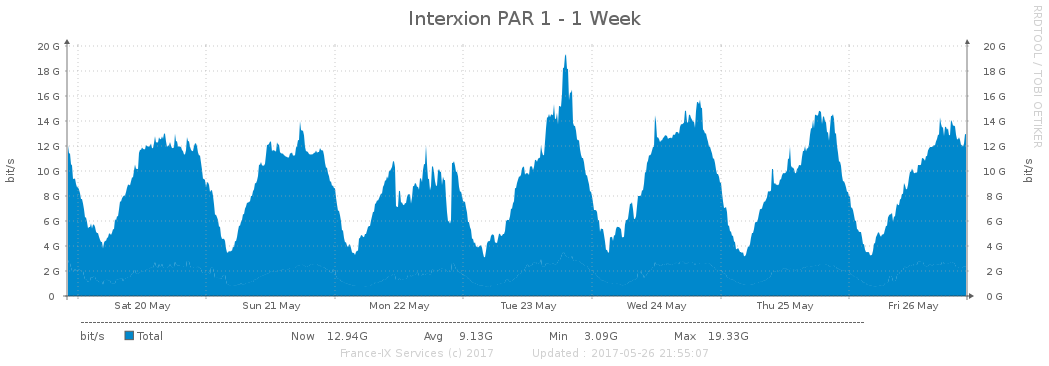 Interxion PAR 1 - 1 Week
RRDTOOL / TOBI OETIKER
20 G 20 G
18 G 18 G
16 G 16 G
14 G 14 G
12 G 12 G
10 G 10 G
8 G 8 G
6 G 6 G
4 G 4 G
2 G 2 G
0 0 G
bit/s bit/s
Sat 20 May Sun 21 May Mon 22 May Tue 23 May Wed 24 May Thu 25 May Fri 26 May
bit/s Total Now 12.94G Avg 9.13G Min 3.09G Max 19.33G
France-IX Services (c) 2017 Updated : 2017-05-26 21:55:07